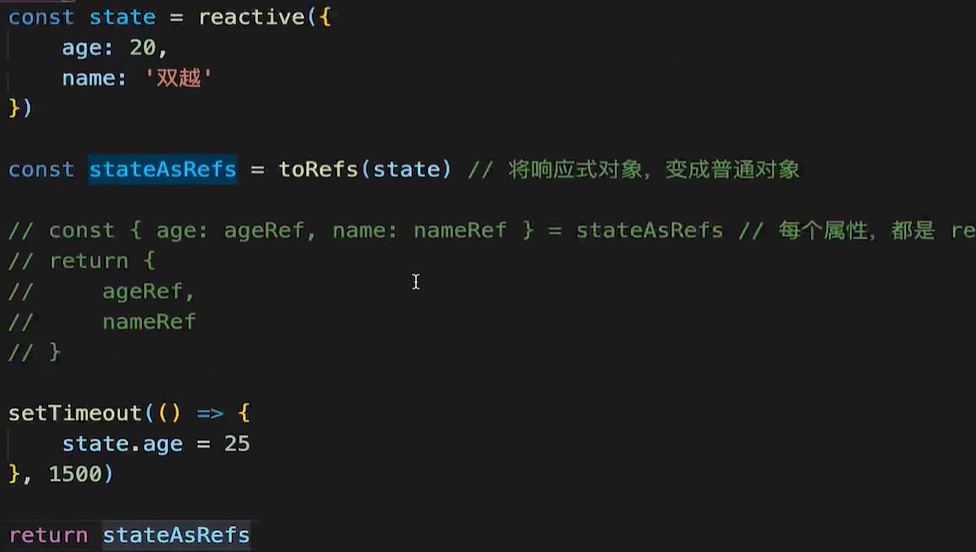 const state = reactive({
    age: 20,
    name: '双越'
})
const stateAsRefs = toRefs(state) // 将响应式对象，变成普通对象
// const { age: ageRef, name: nameRef } = stateAsRefs // 每个属性，都是 re
// return {
//     ageRef,
//     nameRef
// }
setTimeout(() => {
    state.age = 25
}, 1500)
return stateAsRefs